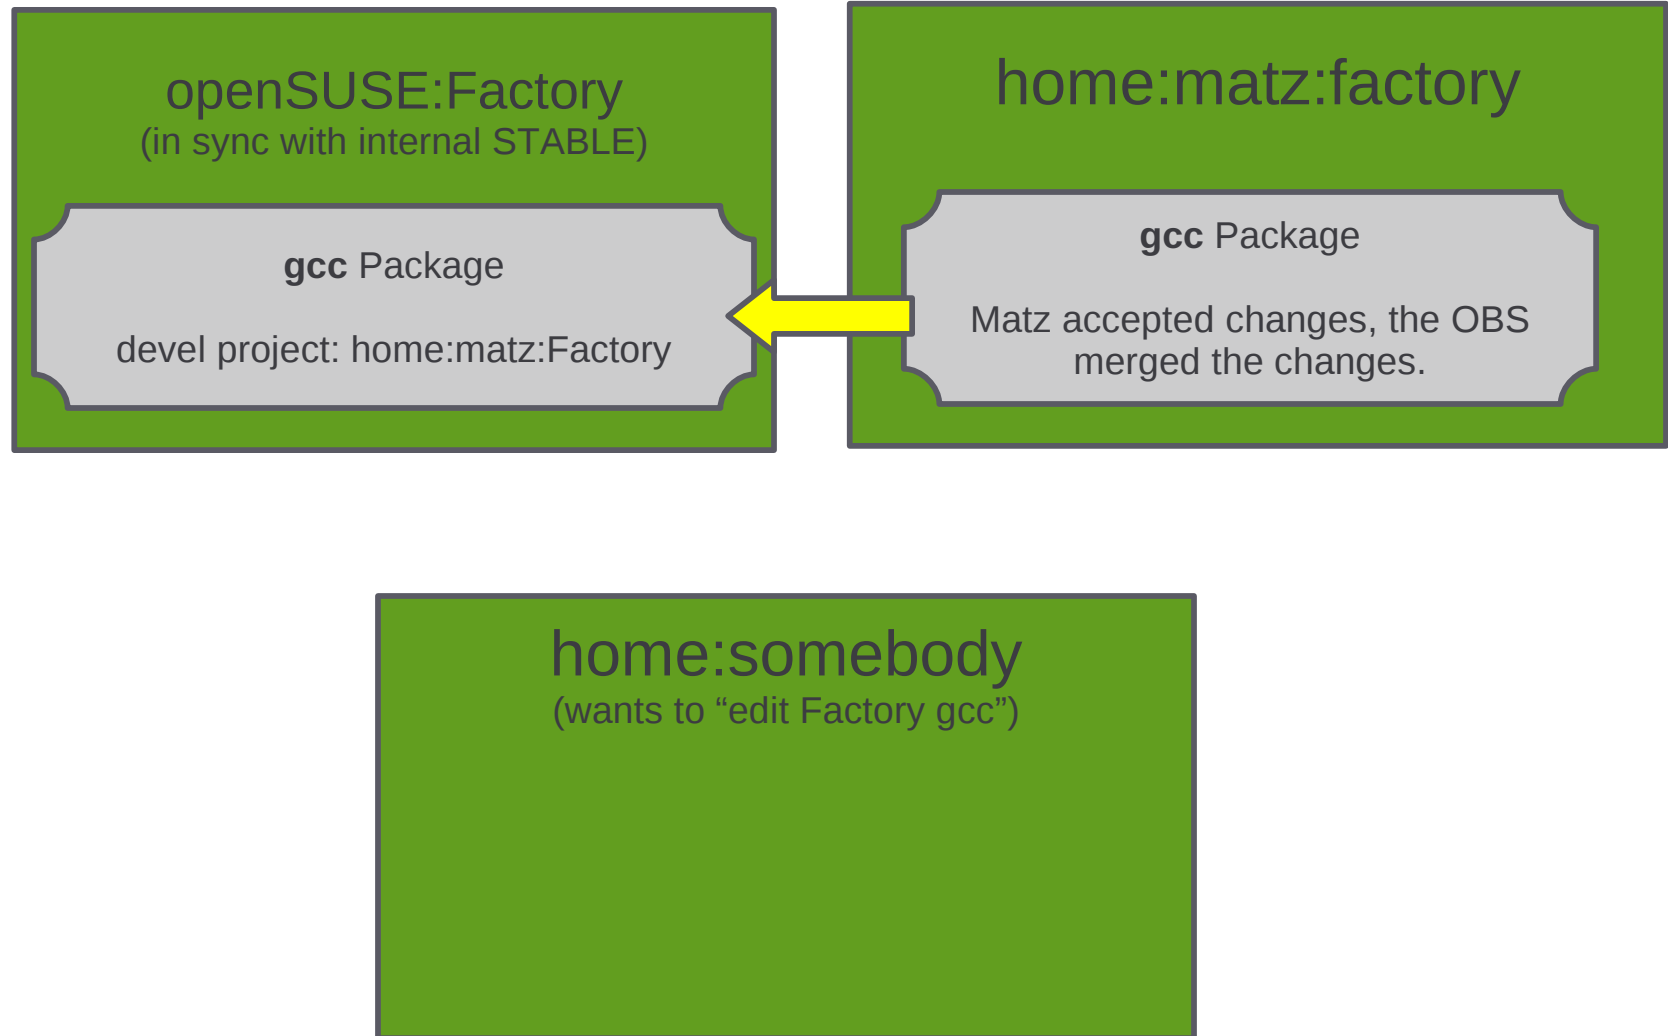 openSUSE:Factory
(in sync with internal STABLE)
gcc Package
devel project: home:matz:Factory
home:matz:factory
gcc Package
Matz accepted changes, the OBS
merged the changes.
home:somebody
(wants to “edit Factory gcc”)